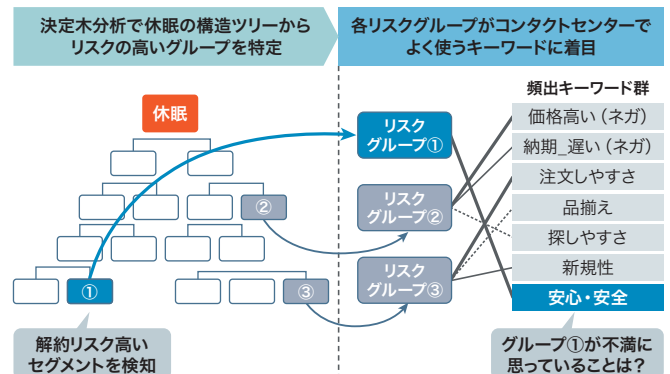 決定木分析で休眠の構造ツリーから
リスクの高いグループを特定
各リスクグループがコンタクトセンターで
よく使うキーワードに着目
休眠
②
①
③
解約リスク高い
セグメントを検知
リスク
グループ①
リスク
グループ②
リスク
グループ③
頻出キーワード群
価格高い（ネガ）
納期_遅い（ネガ）
注文しやすさ
品揃え
探しやすさ
新規性
安心・安全
グループ①が不満に
思っていることは？